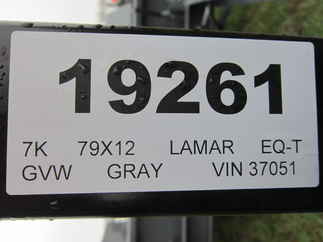 19261
7K 79X12 LAMAR EQ-T
GVW GRAY VIN 37051